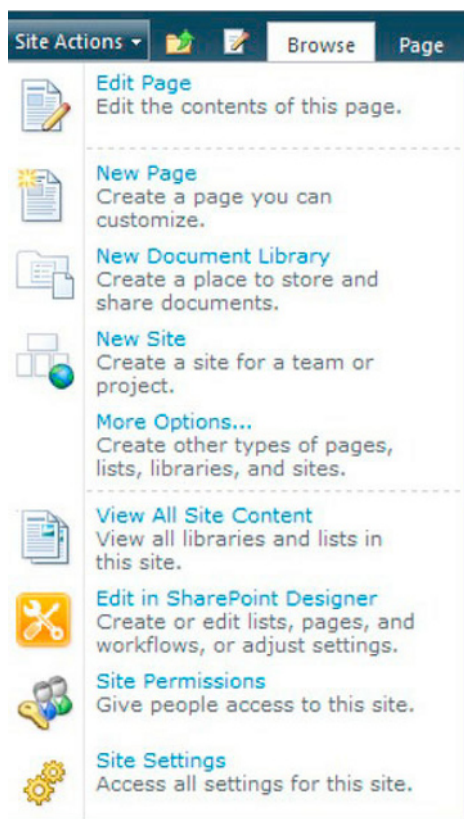 Site Actions Browse Page
Edit Page
Edit the contents of this page.
New Page
Create a page you can
customize.
New Document Library
Create a place to store and
share documents.
New Site
Create a site for a team or
project.
More Options...
Create other types of pages,
lists, libraries, and sites.
View All Site Content
View all libraries and lists in
this site.
Edit in SharePoint Designer
Create or edit lists, pages, and
workflows, or adjust settings.
Site Permissions
Give people access to this site.
Site Settings
Access all settings for this site.